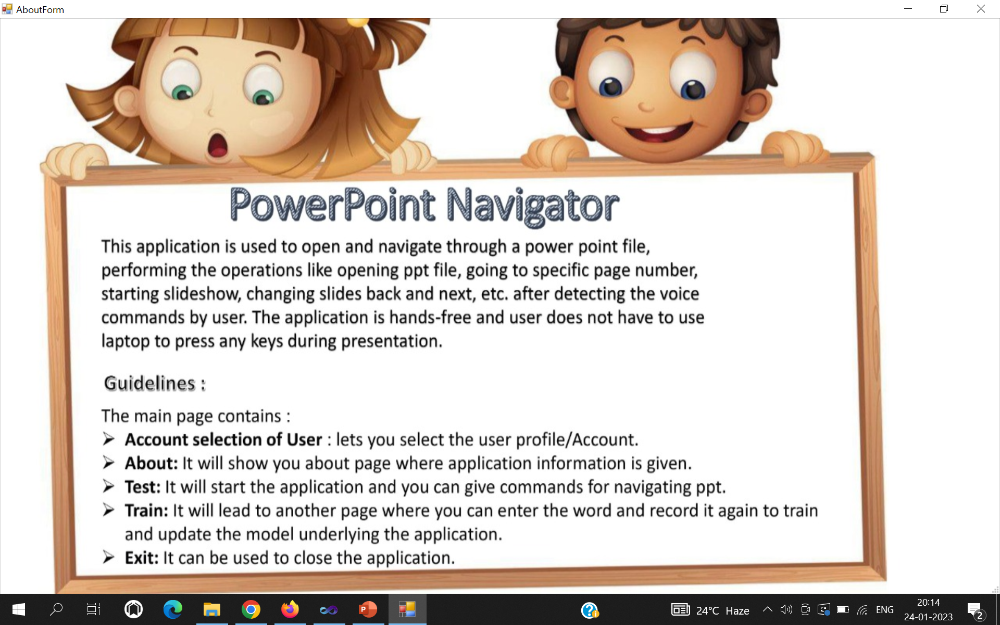 AboutForm
PowerPoint Navigator
This application is used to open and navigate through a power point file,
performing the operations like opening ppt file, going to specific page number,
starting slideshow, changing slides back and next, etc. after detecting the voice
commands by user. The application is hands-free and user does not have to use
laptop to press any keys during presentation.
Guidelines :
The main page contains :
➢ Account selection of User : lets you select the user profile/Account.
➢ About: It will show you about page where application information is given.
➢ Test: It will start the application and you can give commands for navigating ppt.
➢ Train: It will lead to another page where you can enter the word and record it again to train
and update the model underlying the application.
➢ Exit: It can be used to close the application.
24°C Haze
ENG
20:14
24-01-2023
2